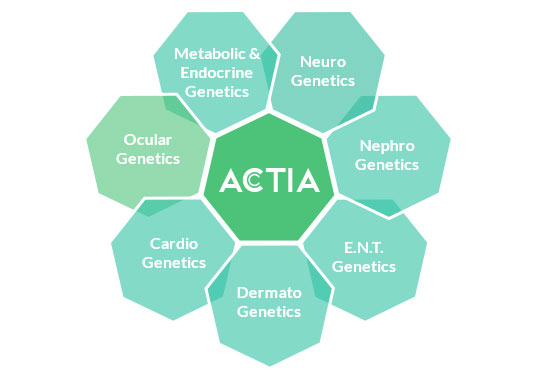 Metabolic &
Endocrine
Genetics
Neuro
Genetics
Ocular
Genetics
Nephro
Genetics
ACTIA
Cardio
Genetics
E.N.T.
Genetics
Dermato
Genetics